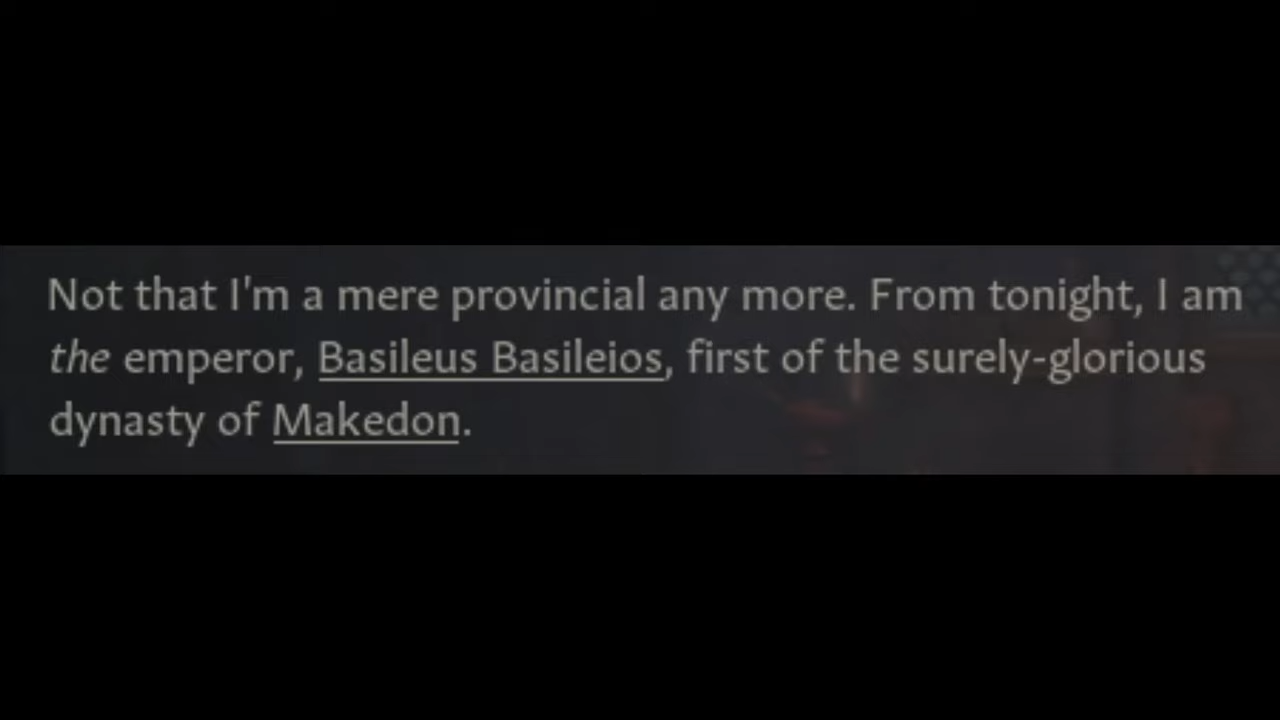 Not that I'm a mere provincial any more. From tonight, I am
the emperor, Basileus Basileios, first of the surely-glorious
dynasty of Makedon.